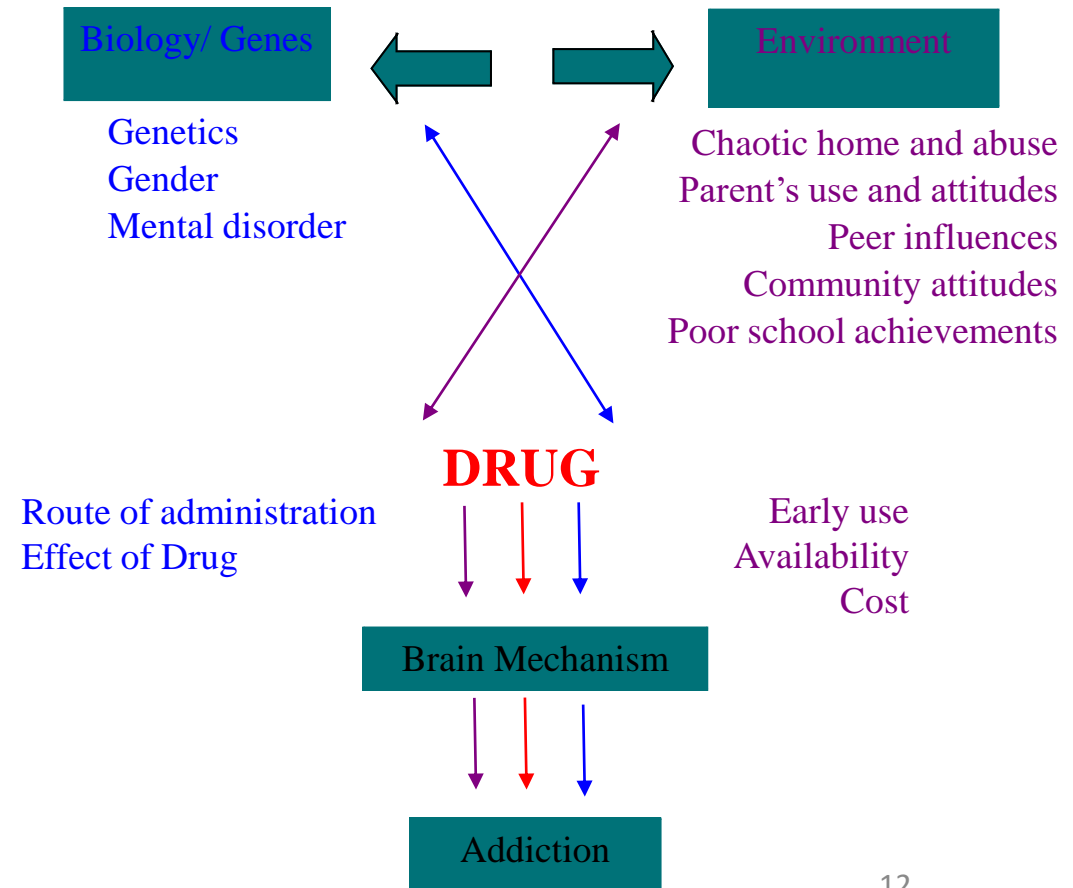 Biology/ Genes
Environment
Genetics
Gender
Mental disorder
Chaotic home and abuse
Parent’s use and attitudes
Peer influences
Community attitudes
Poor school achievements
DRUG
Route of administration
Effect of Drug
Early use
Availability
Cost
Brain Mechanism
Addiction
12